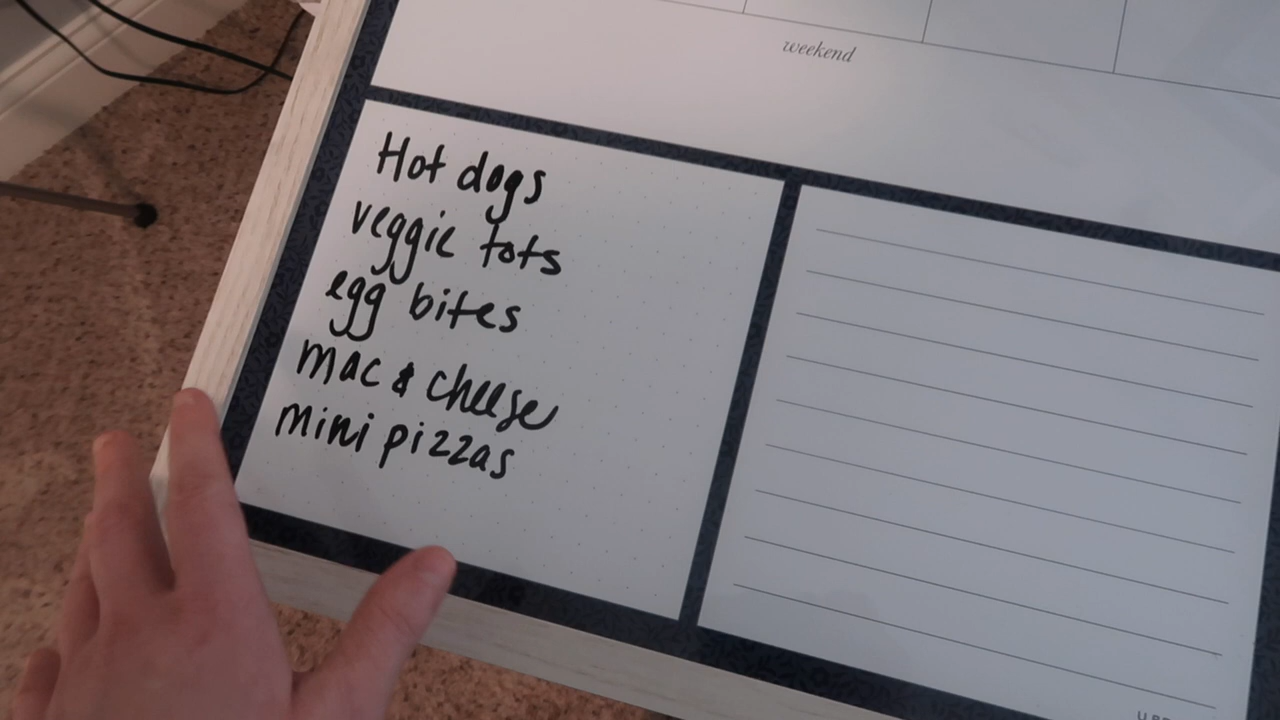 weekend
Hot dogs
veggie tots
egg bites
mac & cheese
mini pizzas